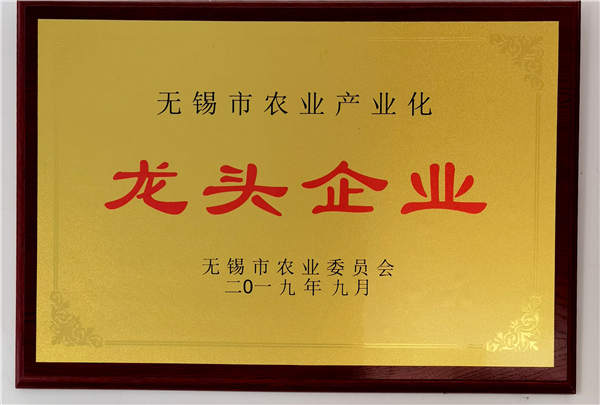 无锡市农业产业化
龙头企业
无锡市农业委员会
二0一九年九月